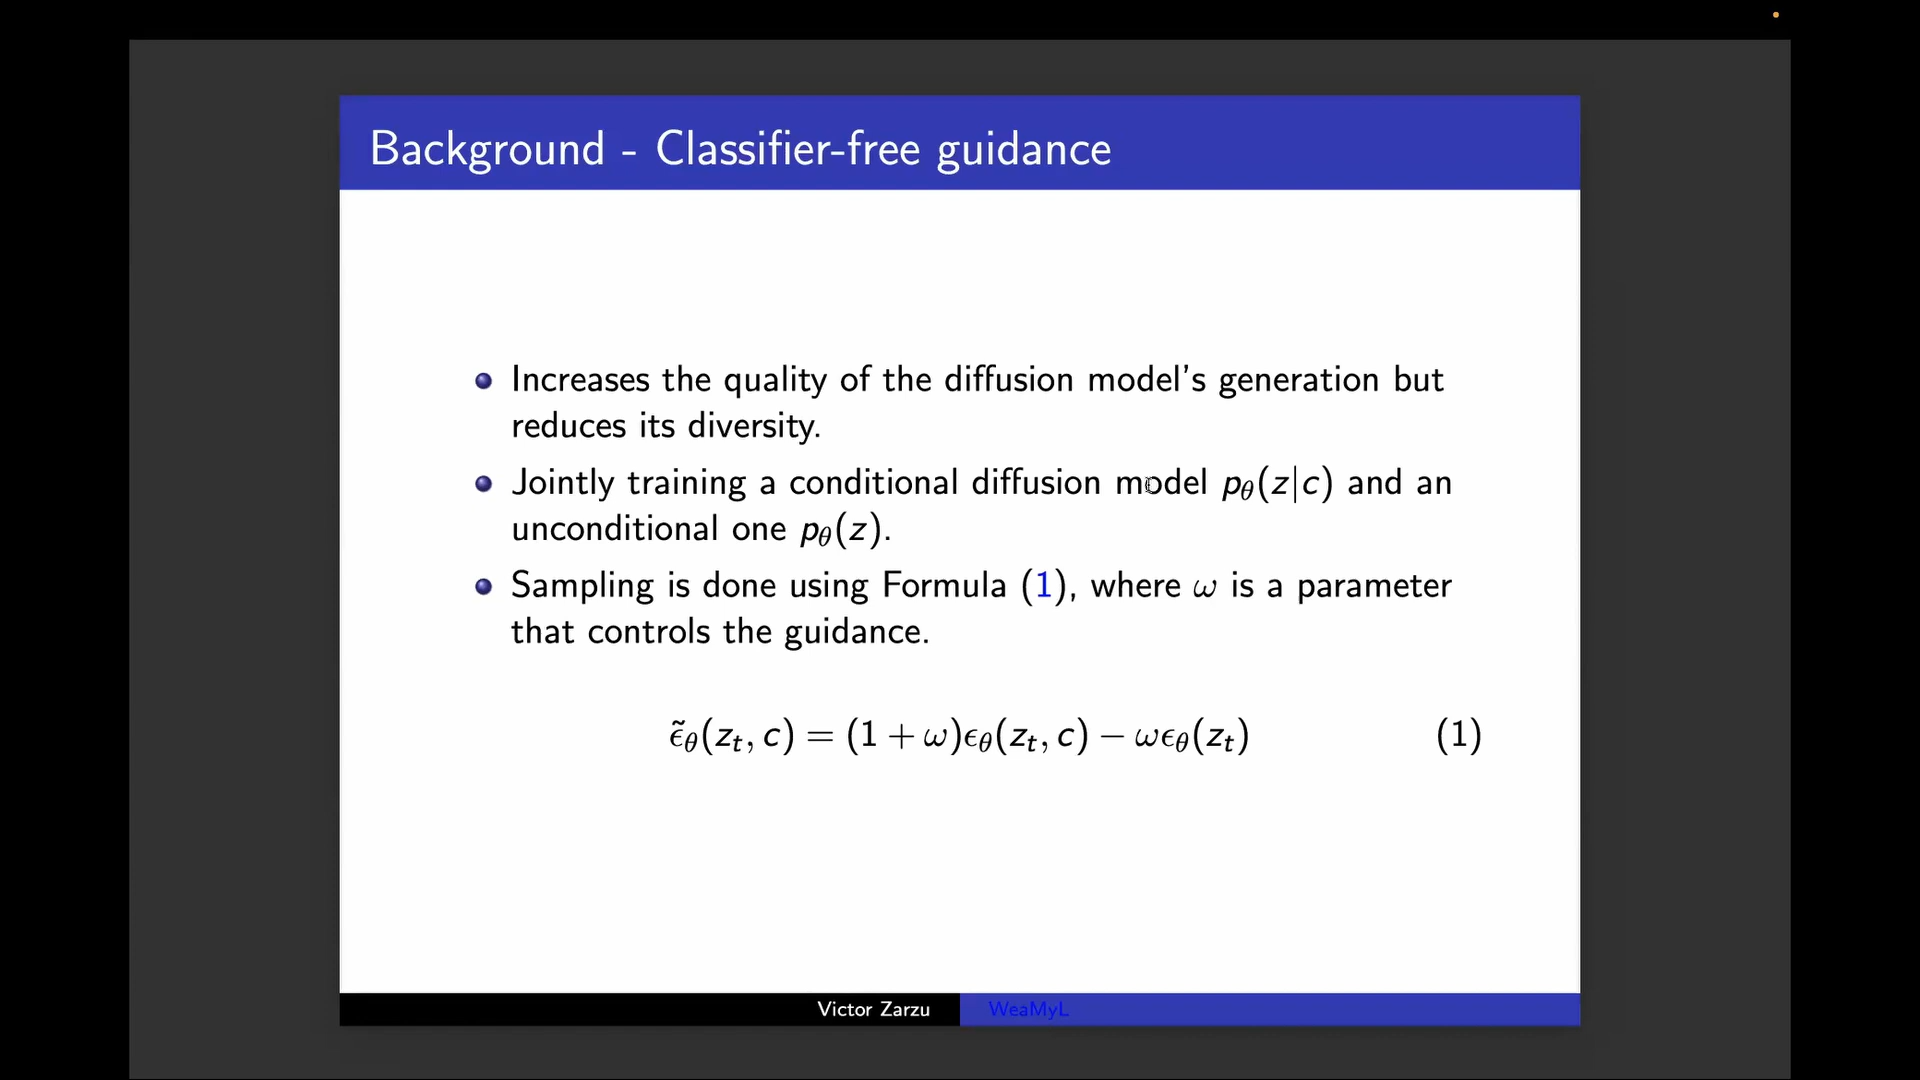 Background - Classifier-free guidance
Increases the quality of the diffusion model's generation but
reduces its diversity.
Jointly training a conditional diffusion model pθ(z|c) and an
unconditional one pθ(z).
Sampling is done using Formula (1), where ω is a parameter
that controls the guidance.
ϵ̃θ(zt, c) = (1 + ω)ϵθ(zt, c) − ωϵθ(zt) (1)
Victor Zarzu WeaMyL